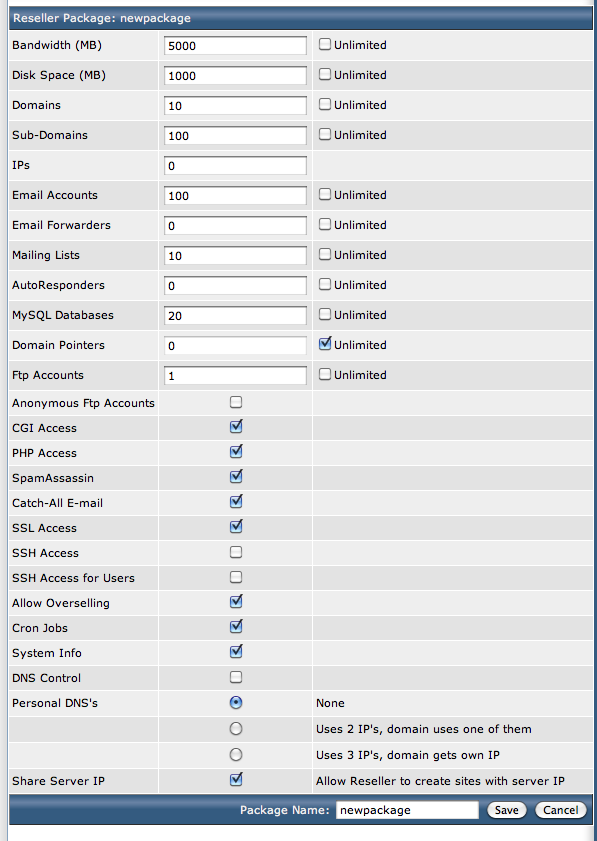 Reseller Package: newpackage
Bandwidth (MB) 5000 Unlimited
Disk Space (MB) 1000 Unlimited
Domains 10 Unlimited
Sub-Domains 100 Unlimited
IPs 0
Email Accounts 100 Unlimited
Email Forwarders 0 Unlimited
Mailing Lists 10 Unlimited
AutoResponders 0 Unlimited
MySQL Databases 20 Unlimited
Domain Pointers 0 Unlimited
Ftp Accounts 1 Unlimited
Anonymous Ftp Accounts
CGI Access
PHP Access
SpamAssassin
Catch-All E-mail
SSL Access
SSH Access
SSH Access for Users
Allow Overselling
Cron Jobs
System Info
DNS Control
Personal DNS's None
Uses 2 IP's, domain uses one of them
Uses 3 IP's, domain gets own IP
Share Server IP Allow Reseller to create sites with server IP
Package Name: newpackage Save Cancel